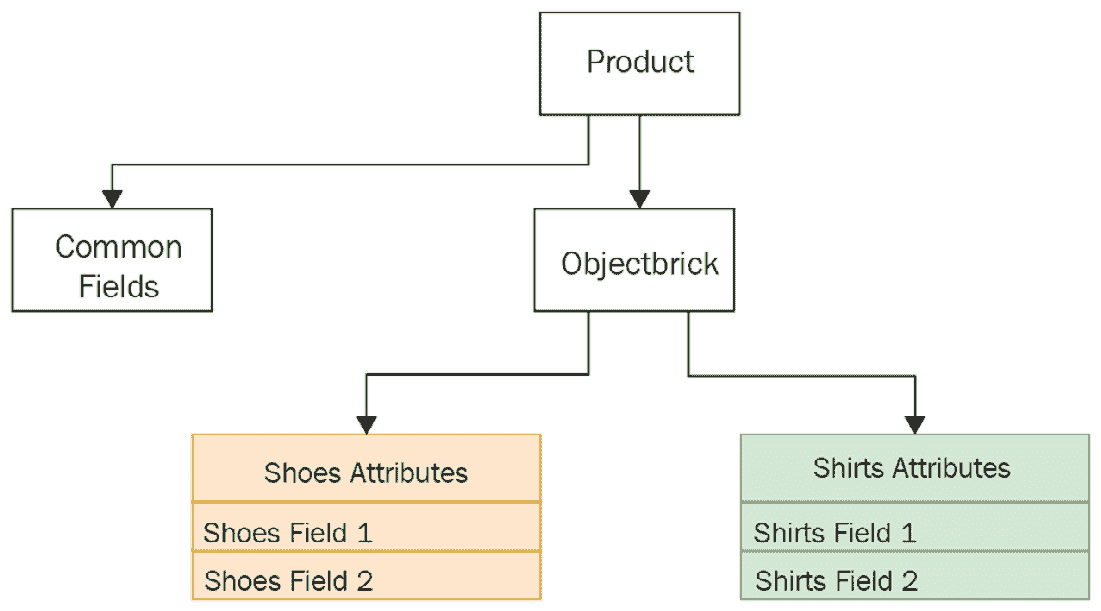 Product
Common
Fields
Objectbrick
Shoes Attributes
Shoes Field 1
Shoes Field 2
Shirts Attributes
Shirts Field 1
Shirts Field 2